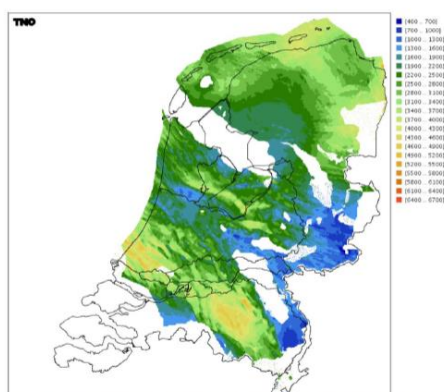 TNO
[400 .. 700]
[700 .. 1000]
[1000 .. 1300]
[1300 .. 1600]
[1600 .. 1900]
[1900 .. 2200]
[2200 .. 2500]
[2500 .. 2800]
[2800 .. 3100]
[3100 .. 3400]
[3400 .. 3700]
[3700 .. 4000]
[4000 .. 4300]
[4300 .. 4600]
[4600 .. 4900]
[4900 .. 5200]
[5200 .. 5500]
[5500 .. 5800]
[5800 .. 6100]
[6100 .. 6400]
[6400 .. 6700]